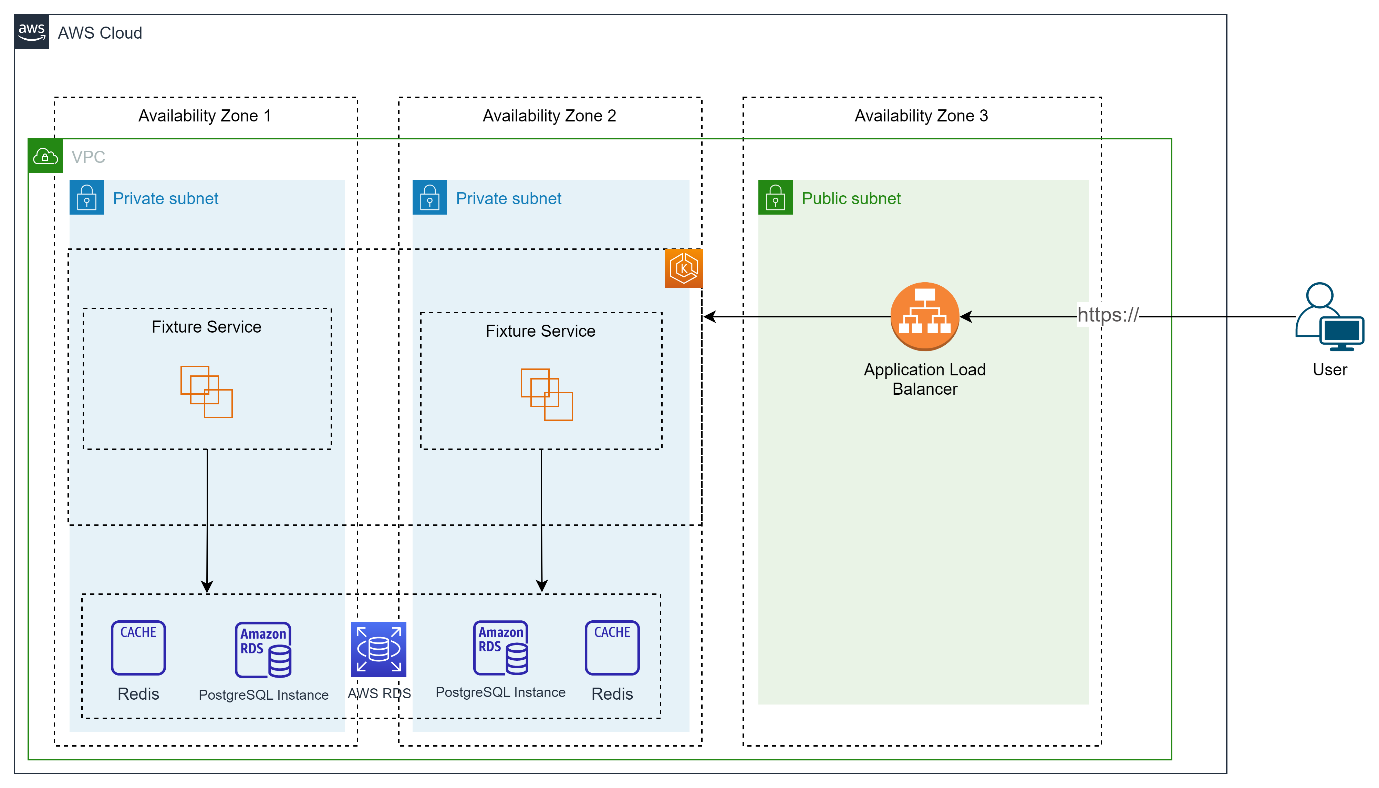 aws
AWS Cloud
Availability Zone 1
Availability Zone 2
Availability Zone 3
VPC
Private subnet
Private subnet
Public subnet
K
Fixture Service
Fixture Service
https://
Application Load
Balancer
User
CACHE
Redis
Amazon
RDS
PostgreSQL Instance
AWS RDS
Amazon
RDS
PostgreSQL Instance
CACHE
Redis